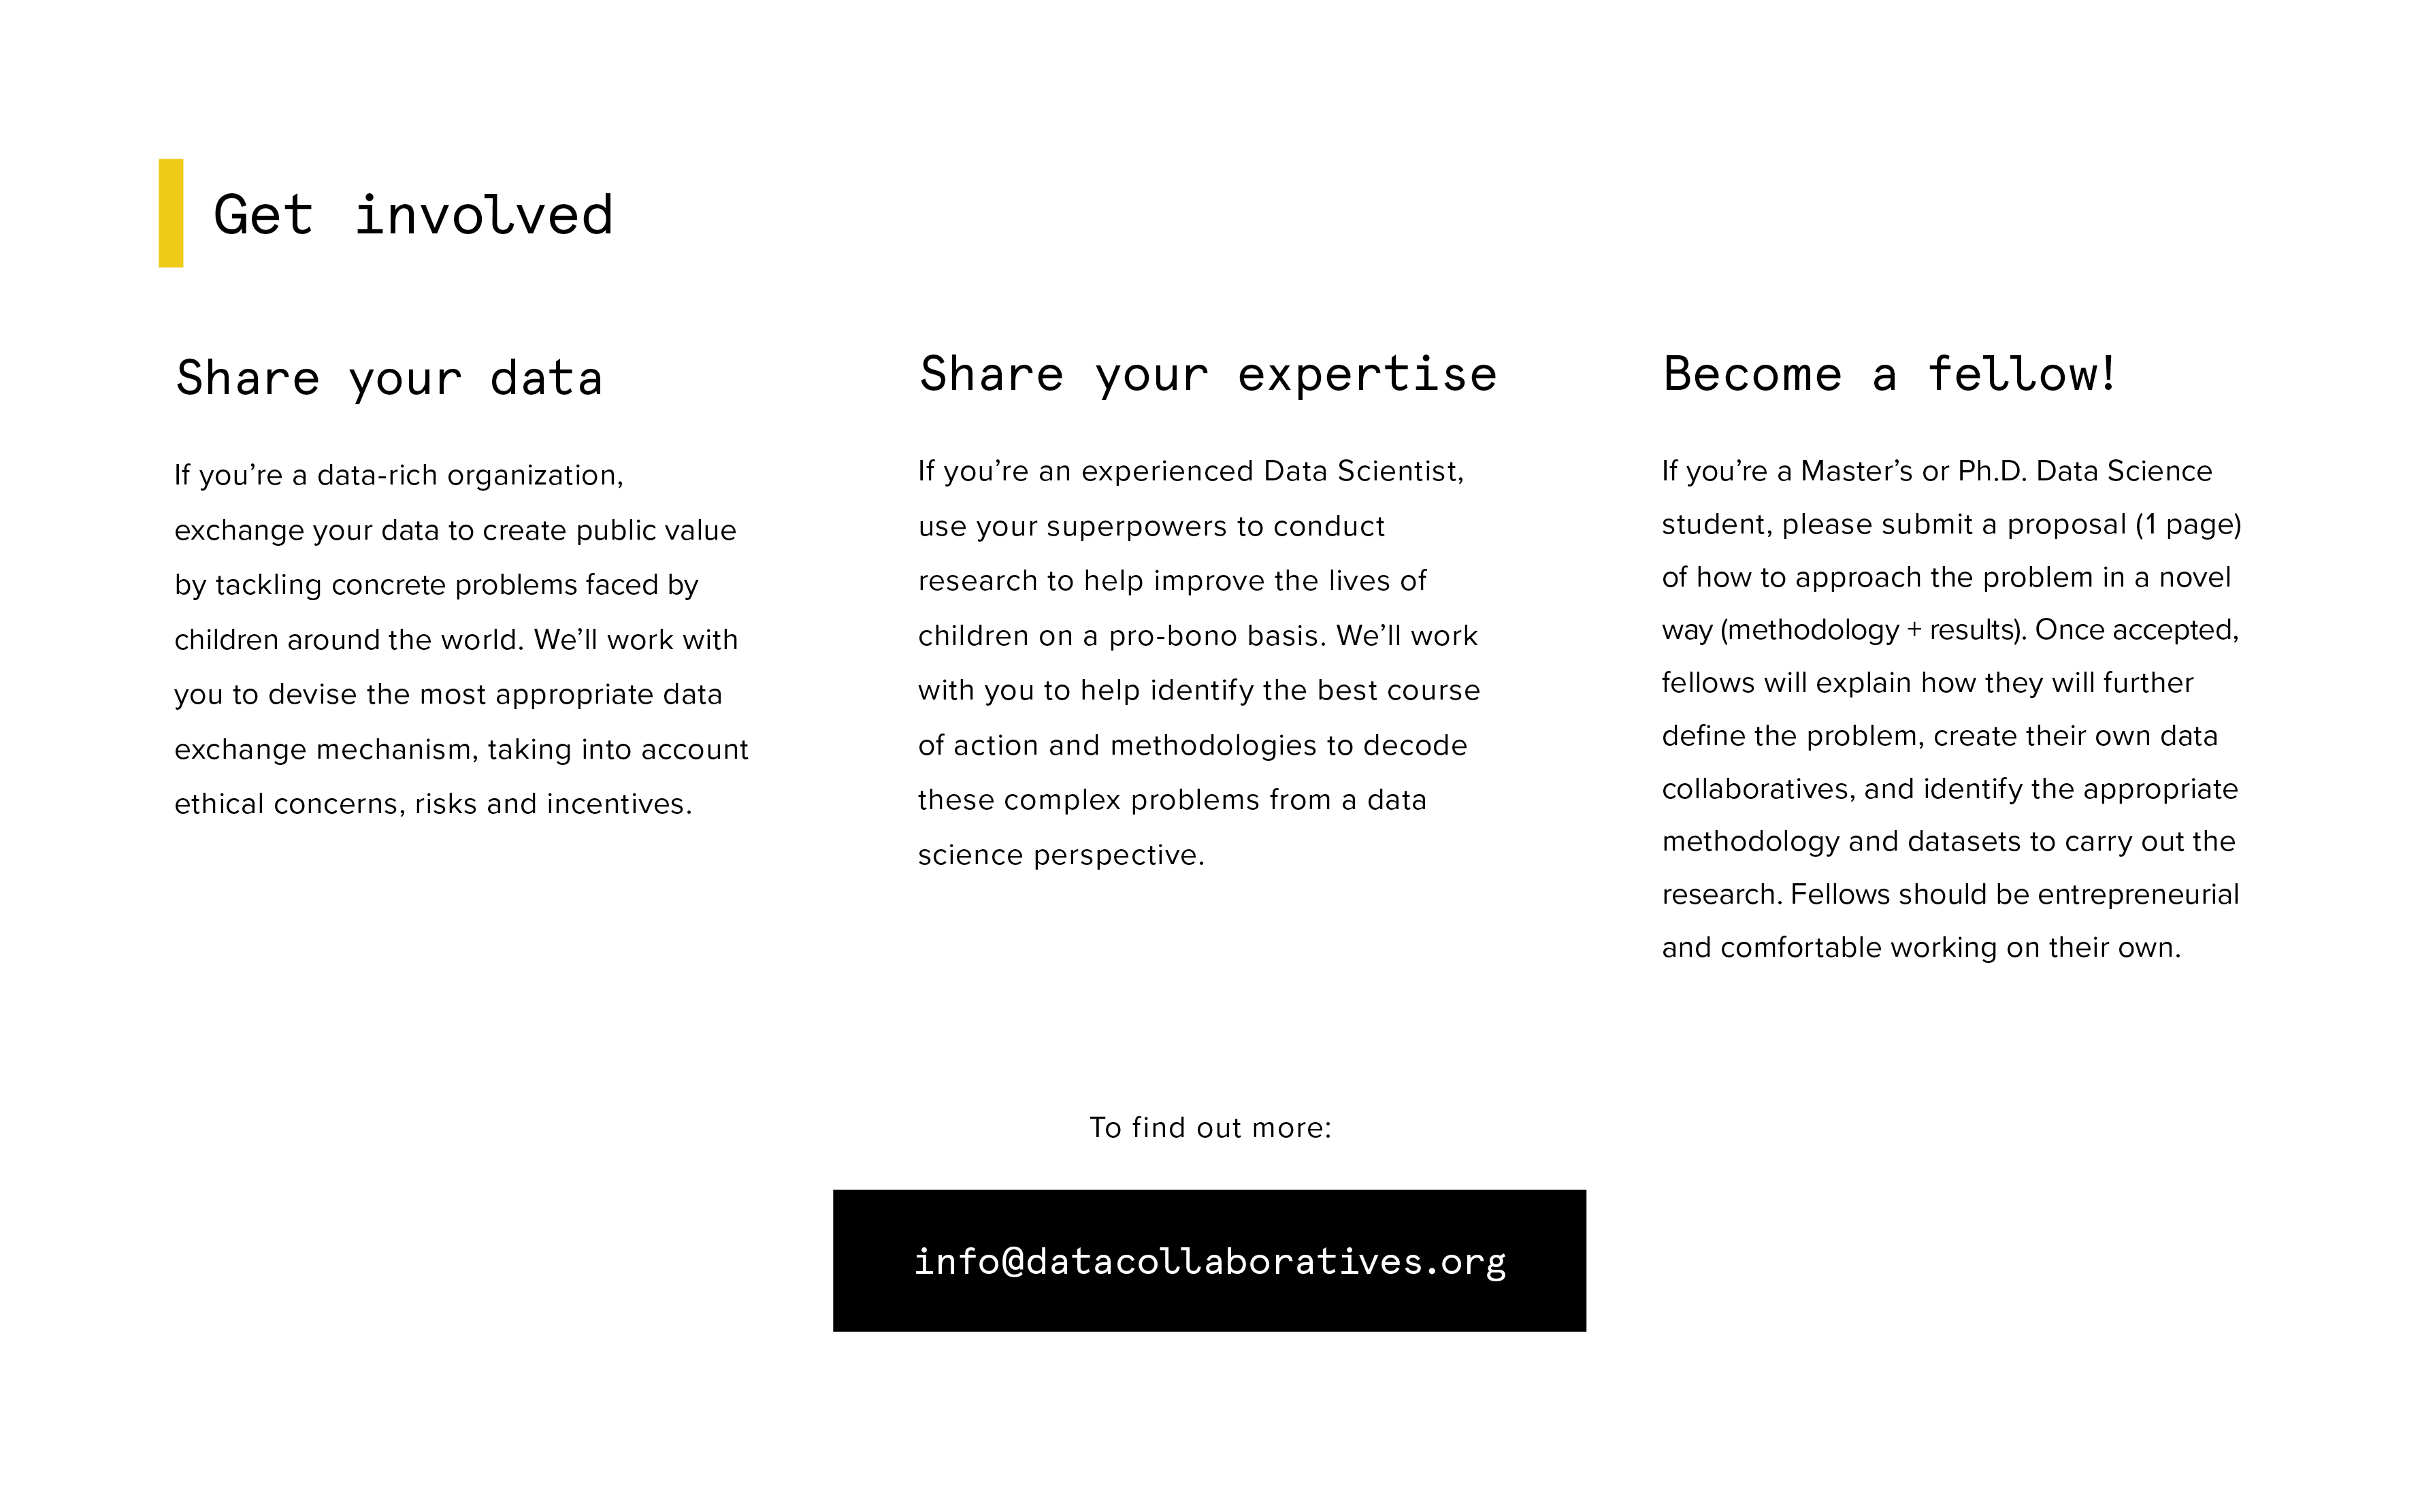 Get involved
Share your data
If you’re a data-rich organization,
exchange your data to create public value
by tackling concrete problems faced by
children around the world. We’ll work with
you to devise the most appropriate data
exchange mechanism, taking into account
ethical concerns, risks and incentives.
Share your expertise
If you’re an experienced Data Scientist,
use your superpowers to conduct
research to help improve the lives of
children on a pro-bono basis. We’ll work
with you to help identify the best course
of action and methodologies to decode
these complex problems from a data
science perspective.
Become a fellow!
If you’re a Master’s or Ph.D. Data Science
student, please submit a proposal (1 page)
of how to approach the problem in a novel
way (methodology + results). Once accepted,
fellows will explain how they will further
define the problem, create their own data
collaboratives, and identify the appropriate
methodology and datasets to carry out the
research. Fellows should be entrepreneurial
and comfortable working on their own.
To find out more:
info@datacollaboratives.org